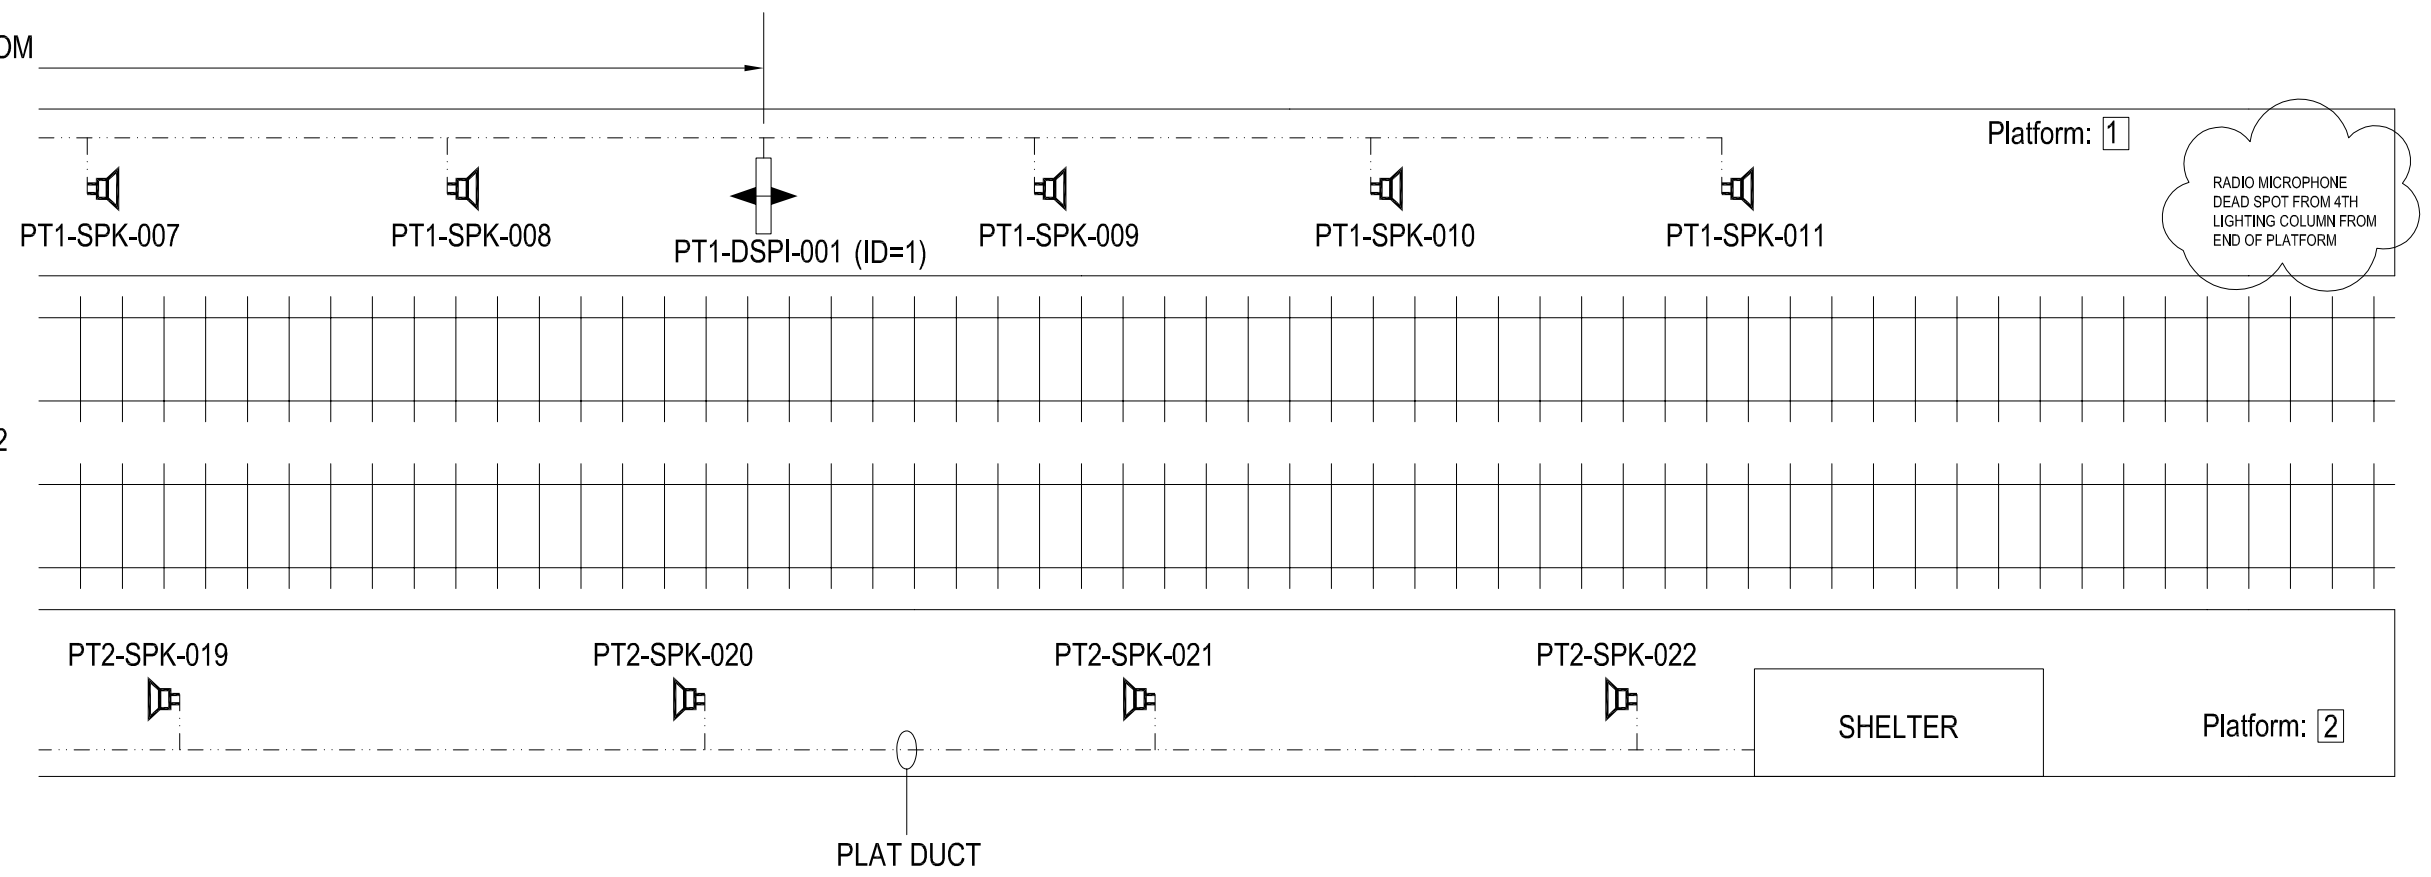 OM
Platform: 1
RADIO MICROPHONE
DEAD SPOT FROM 4TH
LIGHTING COLUMN FROM
END OF PLATFORM
PT1-SPK-007
PT1-SPK-008
PT1-DSPI-001 (ID=1)
PT1-SPK-009
PT1-SPK-010
PT1-SPK-011
2
PT2-SPK-019
PT2-SPK-020
PT2-SPK-021
PT2-SPK-022
SHELTER
Platform: 2
PLAT DUCT